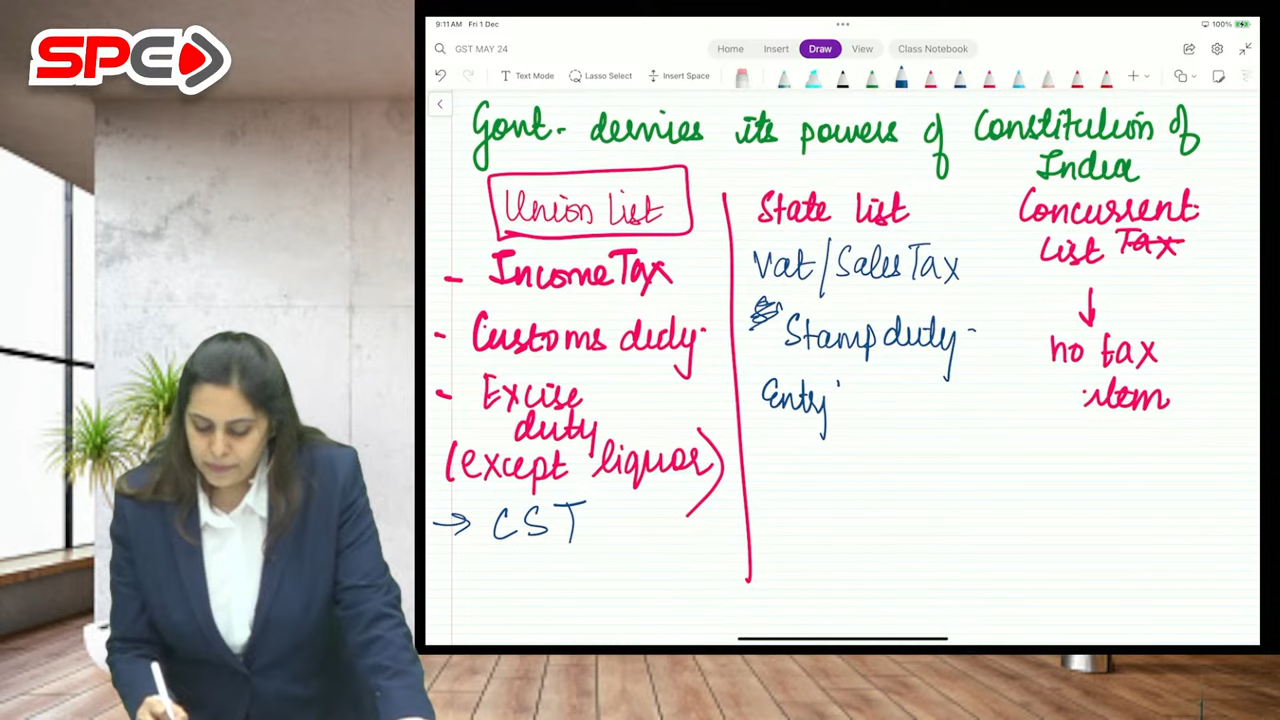 SPED
9:11 AM Fri 1 Dec
100%
GST MAY 24
Home Insert Draw View Class Notebook
Text Mode Lasso Select Insert Space
Govt. derives its powers of Constitution of
India
Union List
- Income Tax
- Customs duty.
- Excise
duty
(except liquor)
→ CST
State list
Vat/Sales Tax
Stamp duty-
Entry
Concurrent
List Tax
↓
no tax
item